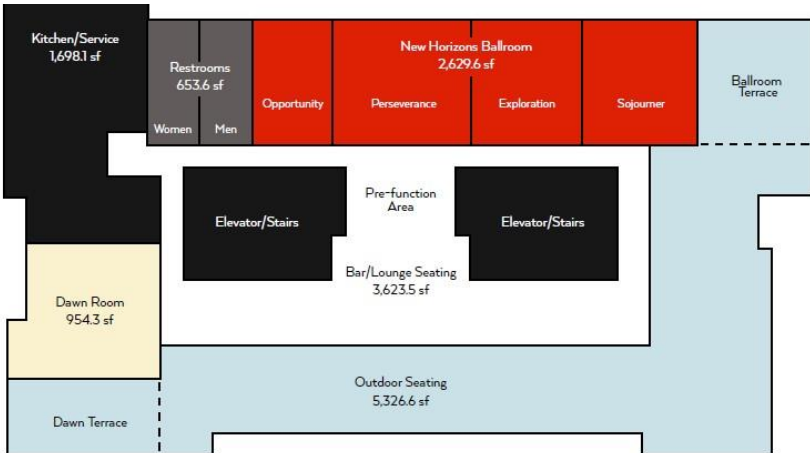 Kitchen/Service
1,698.1 sf
Restrooms
653.6 sf
Women
Men
New Horizons Ballroom
2,629.6 sf
Opportunity
Perseverance
Exploration
Sojourner
Ballroom
Terrace
Pre-function
Area
Elevator/Stairs
Elevator/Stairs
Bar/Lounge Seating
3,623.5 sf
Dawn Room
954.3 sf
Outdoor Seating
5,326.6 sf
Dawn Terrace